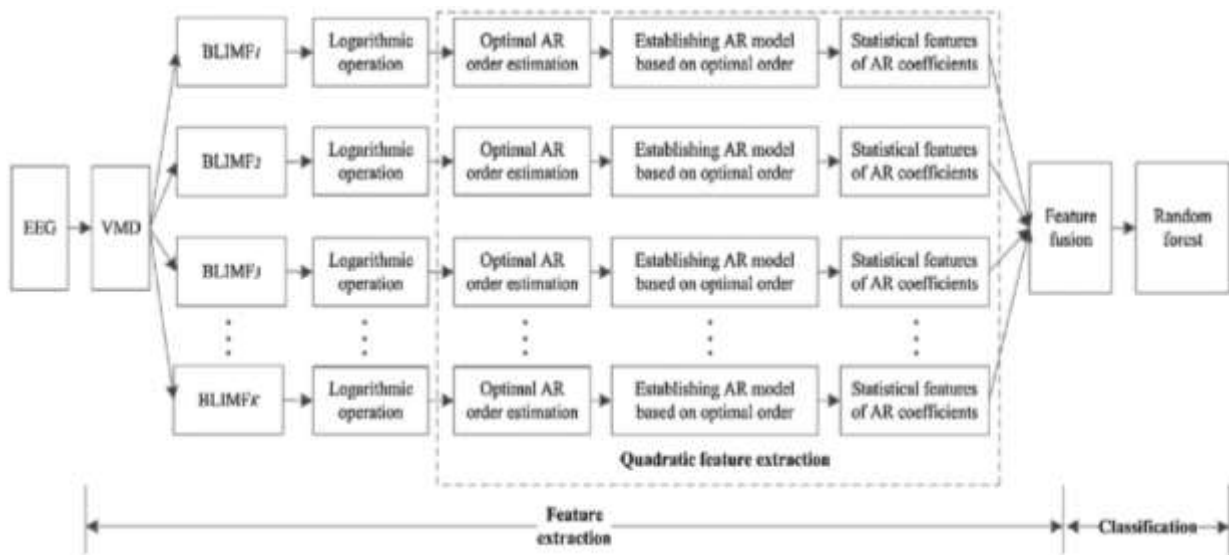 EEG
VMD
BLIMF1
Logarithmic
operation
Optimal AR
order estimation
Establishing AR model
based on optimal order
Statistical features
of AR coefficients
BLIMF2
Logarithmic
operation
Optimal AR
order estimation
Establishing AR model
based on optimal order
Statistical features
of AR coefficients
BLIMF3
Logarithmic
operation
Optimal AR
order estimation
Establishing AR model
based on optimal order
Statistical features
of AR coefficients
BLIMFK
Logarithmic
operation
Optimal AR
order estimation
Establishing AR model
based on optimal order
Statistical features
of AR coefficients
Feature
fusion
Random
forest
Quadratic feature extraction
Feature
extraction
Classification